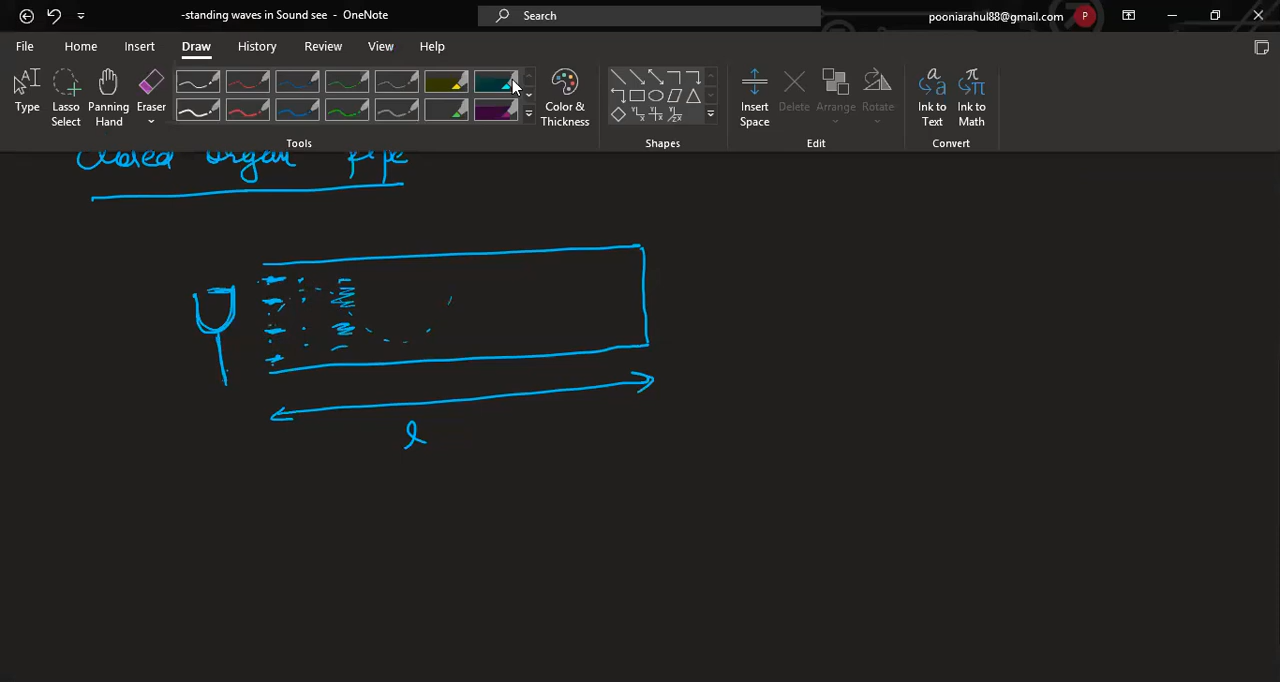 -standing waves in Sound see - OneNote
Search
pooniarahul88@gmail.com
P
File Home Insert Draw History Review View Help
Type
Lasso Select
Panning Hand
Eraser
Color & Thickness
Insert Space
Delete
Arrange
Rotate
Ink to Text
Ink to Math
Tools
Shapes
Edit
Convert
Closed organ pipe
l